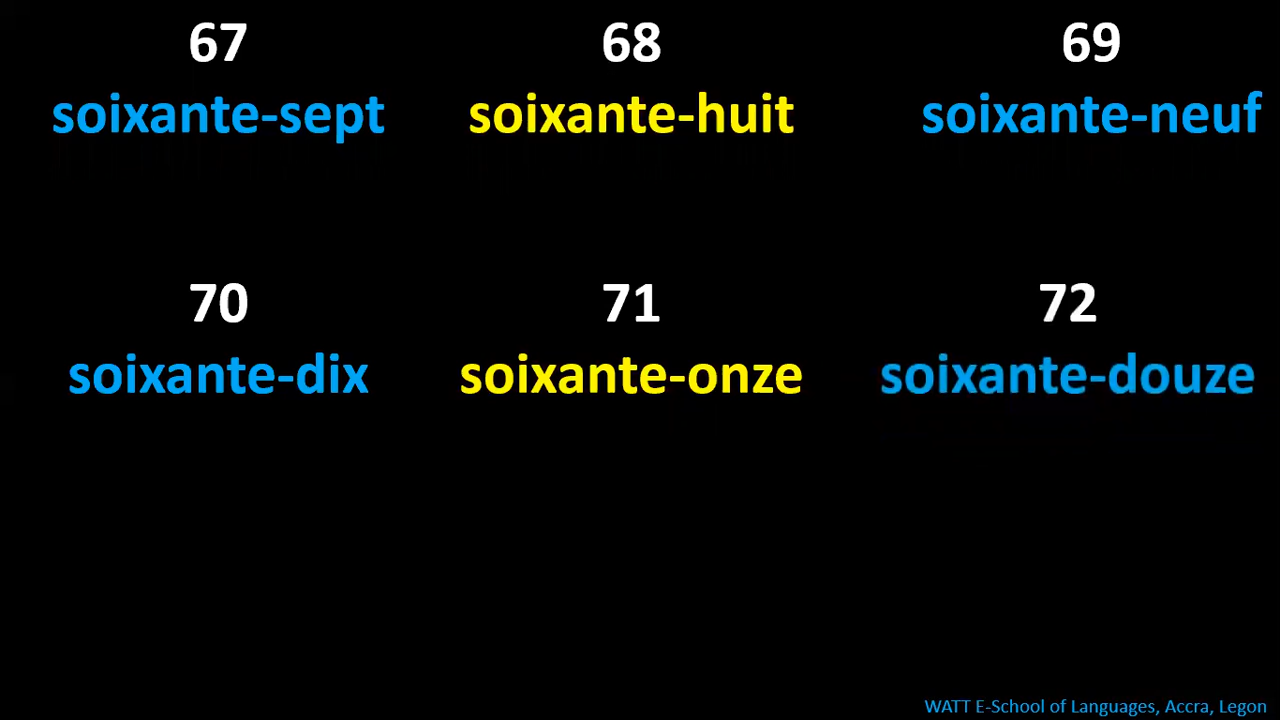 67 68 69
soixante-sept soixante-huit soixante-neuf
70 71 72
soixante-dix soixante-onze soixante-douze
WATT E-School of Languages, Accra, Legon